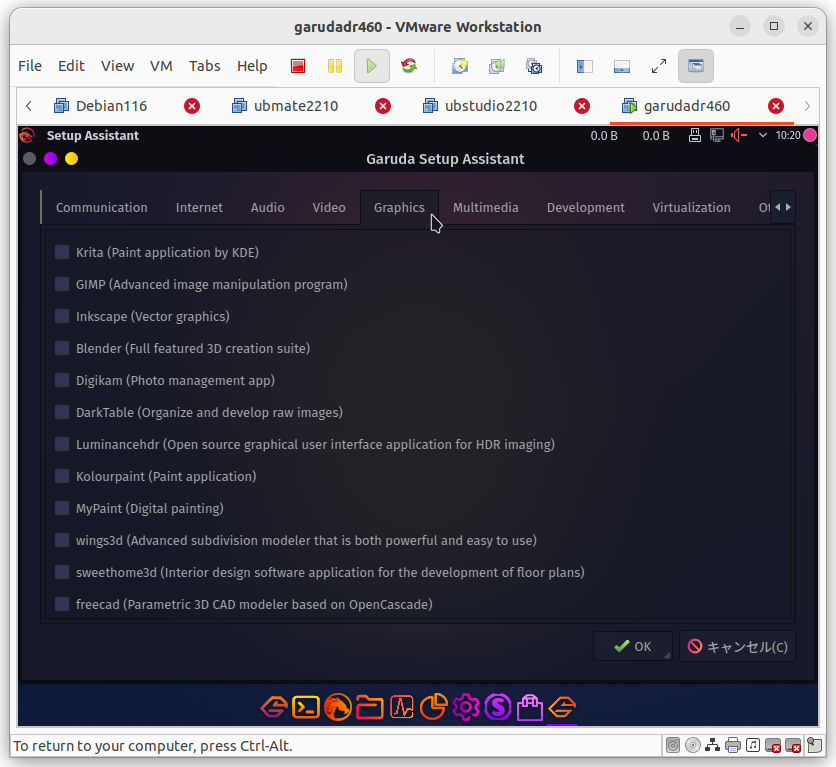 garudadr460 - VMware Workstation
File Edit View VM Tabs Help
Debian116 ubmate2210 ubstudio2210 garudadr460
Setup Assistant 0.0 B 0.0 B 10:20
Garuda Setup Assistant
Communication Internet Audio Video Graphics Multimedia Development Virtualization
Krita (Paint application by KDE)
GIMP (Advanced image manipulation program)
Inkscape (Vector graphics)
Blender (Full featured 3D creation suite)
Digikam (Photo management app)
DarkTable (Organize and develop raw images)
Luminancehdr (Open source graphical user interface application for HDR imaging)
Kolourpaint (Paint application)
MyPaint (Digital painting)
wings3d (Advanced subdivision modeler that is both powerful and easy to use)
sweethome3d (Interior design software application for the development of floor plans)
freecad (Parametric 3D CAD modeler based on OpenCascade)
OK キャンセル(C)
To return to your computer, press Ctrl-Alt.